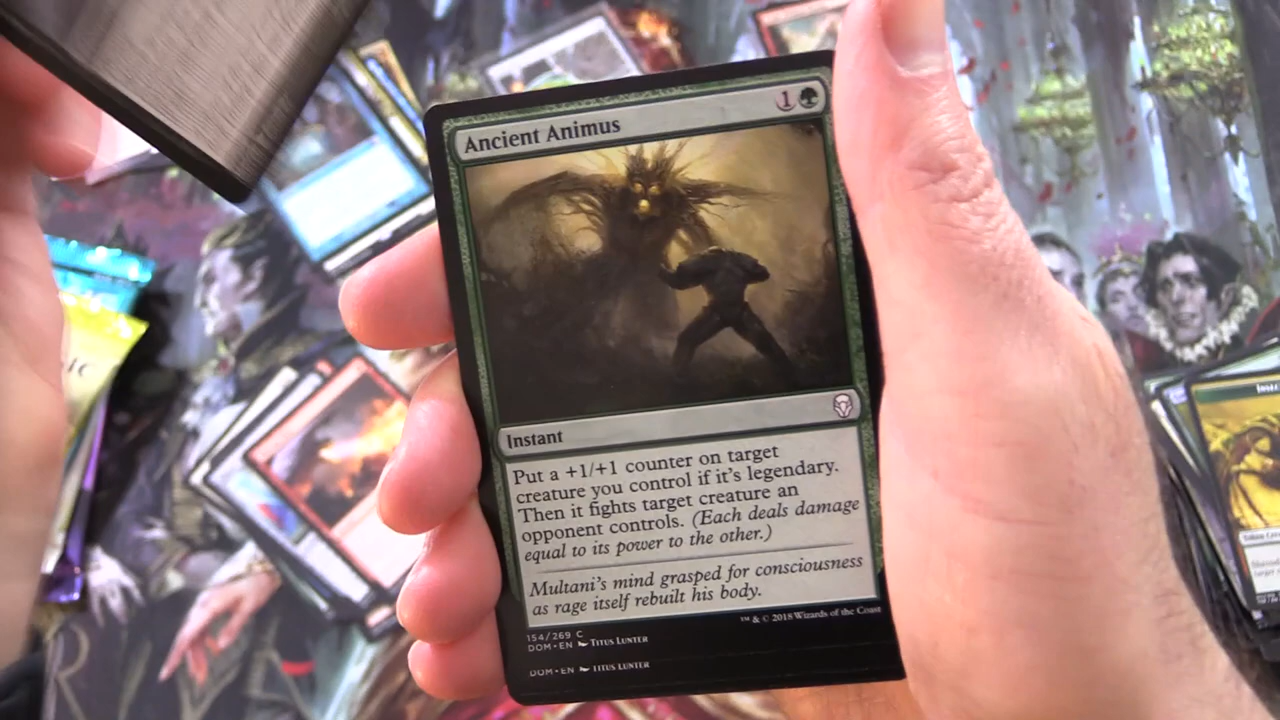 Ancient Animus
1
Instant
Put a +1/+1 counter on target
creature you control if it's legendary.
Then it fights target creature an
opponent controls. (Each deals damage
equal to its power to the other.)
Multani's mind grasped for consciousness
as rage itself rebuilt his body.
154/269 C
DOM • EN TITUS LUNTER
™ & © 2018 Wizards of the Coast
DOM • EN TITUS LUNTER